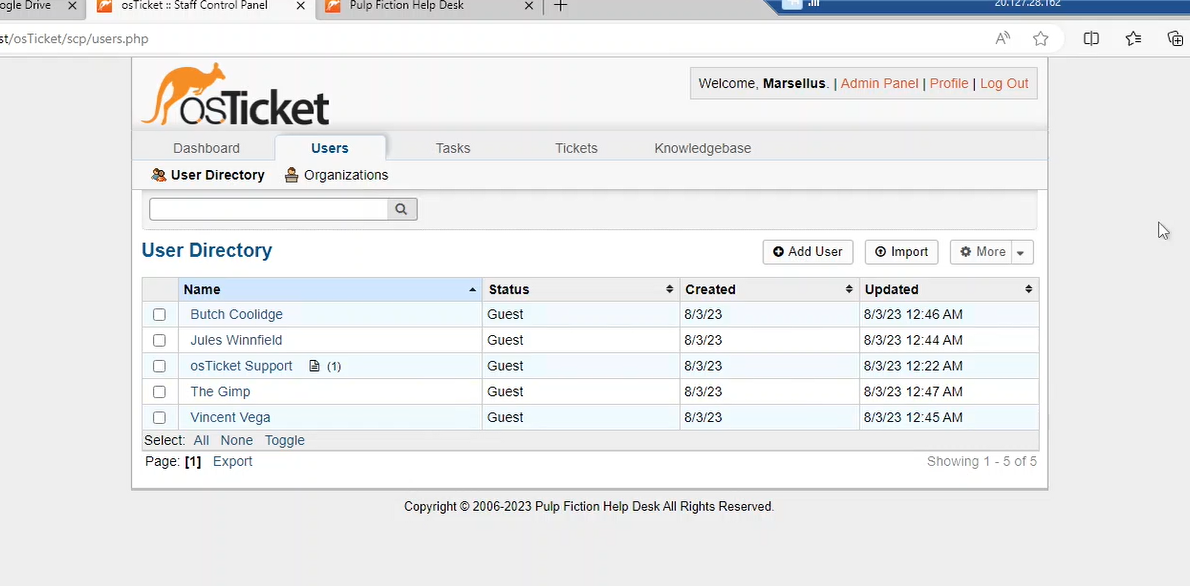 ogle Drive
osTicket :: Staff Control Panel
Pulp Fiction Help Desk
20.127.28.162
st/osTicket/scp/users.php
osTicket
Welcome, Marsellus. | Admin Panel | Profile | Log Out
Dashboard Users Tasks Tickets Knowledgebase
User Directory Organizations
User Directory
Add User Import More
Name Status Created Updated
Butch Coolidge Guest 8/3/23 8/3/23 12:46 AM
Jules Winnfield Guest 8/3/23 8/3/23 12:44 AM
osTicket Support (1) Guest 8/3/23 8/3/23 12:22 AM
The Gimp Guest 8/3/23 8/3/23 12:47 AM
Vincent Vega Guest 8/3/23 8/3/23 12:45 AM
Select: All None Toggle
Page: [1] Export Showing 1 - 5 of 5
Copyright © 2006-2023 Pulp Fiction Help Desk All Rights Reserved.